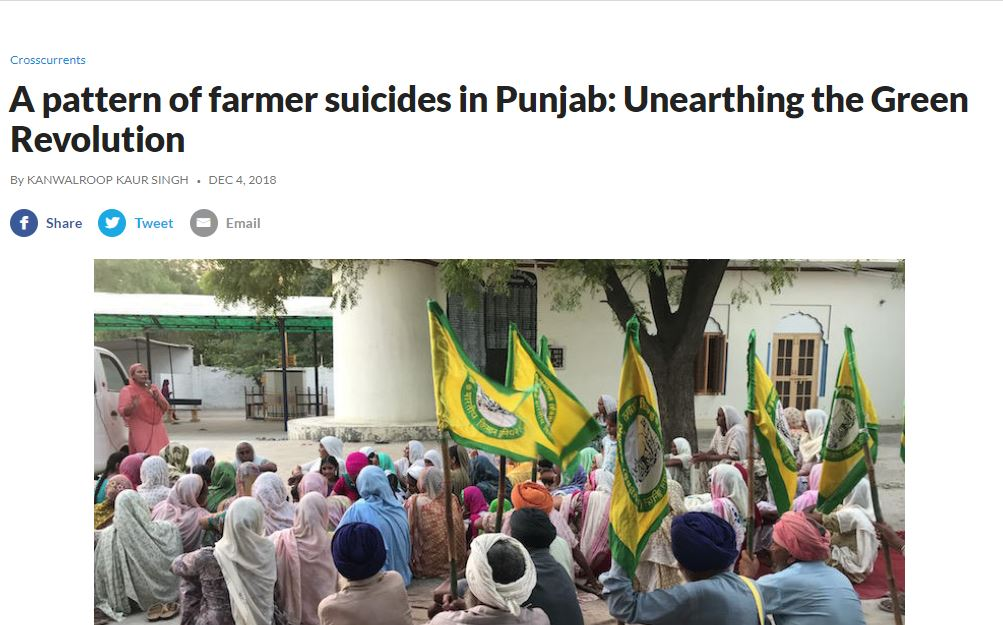 Crosscurrents
A pattern of farmer suicides in Punjab: Unearthing the Green
Revolution
By KANWALROOP KAUR SINGH • DEC 4, 2018
Share Tweet Email